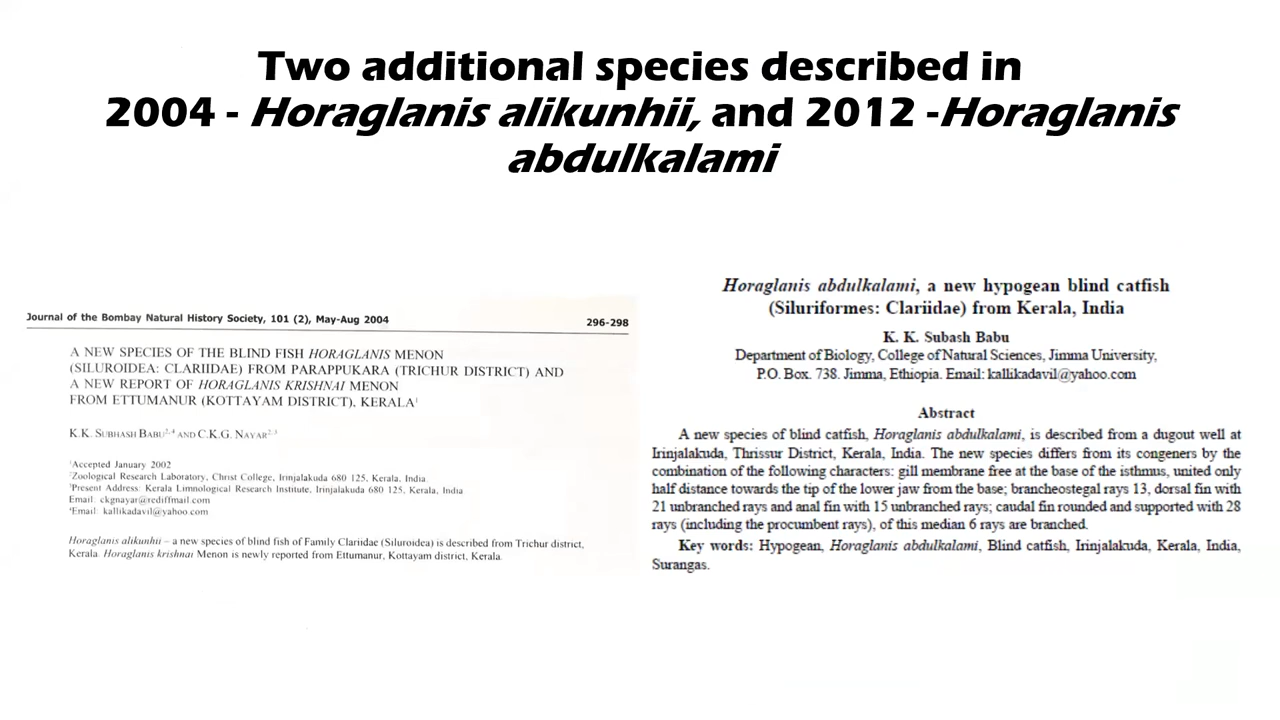 Two additional species described in
2004 - Horaglanis alikunhii, and 2012 -Horaglanis
abdulkalami
Journal of the Bombay Natural History Society, 101 (2), May-Aug 2004
296-298
A NEW SPECIES OF THE BLIND FISH HORAGLANIS MENON
(SILUROIDEA: CLARIIDAE) FROM PARAPPUKARA (TRICHUR DISTRICT) AND
A NEW REPORT OF HORAGLANIS KRISHNAI MENON
FROM ETTUMANUR (KOTTAYAM DISTRICT), KERALA¹
K.K. SUBHASH BABU²,⁴ AND C.K.G. NAYAR²,³
¹Accepted January 2002
²Zoological Research Laboratory, Christ College, Irinjalakuda 680 125, Kerala, India
³Present Address: Kerala Limnological Research Institute, Irinjalakuda 680 125, Kerala, India
Email: ckgnayar@rediffmail.com
⁴Email: kallikadavil@yahoo.com
Horaglanis alikunhii – a new species of blind fish of Family Clariidae (Siluroidea) is described from Trichur district,
Kerala. Horaglanis krishnai Menon is newly reported from Ettumanur, Kottayam district, Kerala.
Horaglanis abdulkalami, a new hypogean blind catfish
(Siluriformes: Clariidae) from Kerala, India
K. K. Subash Babu
Department of Biology, College of Natural Sciences, Jimma University,
P.O. Box. 738. Jimma, Ethiopia. Email: kallikadavil@yahoo.com
Abstract
A new species of blind catfish, Horaglanis abdulkalami, is described from a dugout well at
Irinjalakuda, Thrissur District, Kerala, India. The new species differs from its congeners by the
combination of the following characters: gill membrane free at the base of the isthmus, united only
half distance towards the tip of the lower jaw from the base; brancheostegal rays 13, dorsal fin with
21 unbranched rays and anal fin with 15 unbranched rays; caudal fin rounded and supported with 28
rays (including the procumbent rays), of this median 6 rays are branched.
Key words: Hypogean, Horaglanis abdulkalami, Blind catfish, Irinjalakuda, Kerala, India,
Surangas.